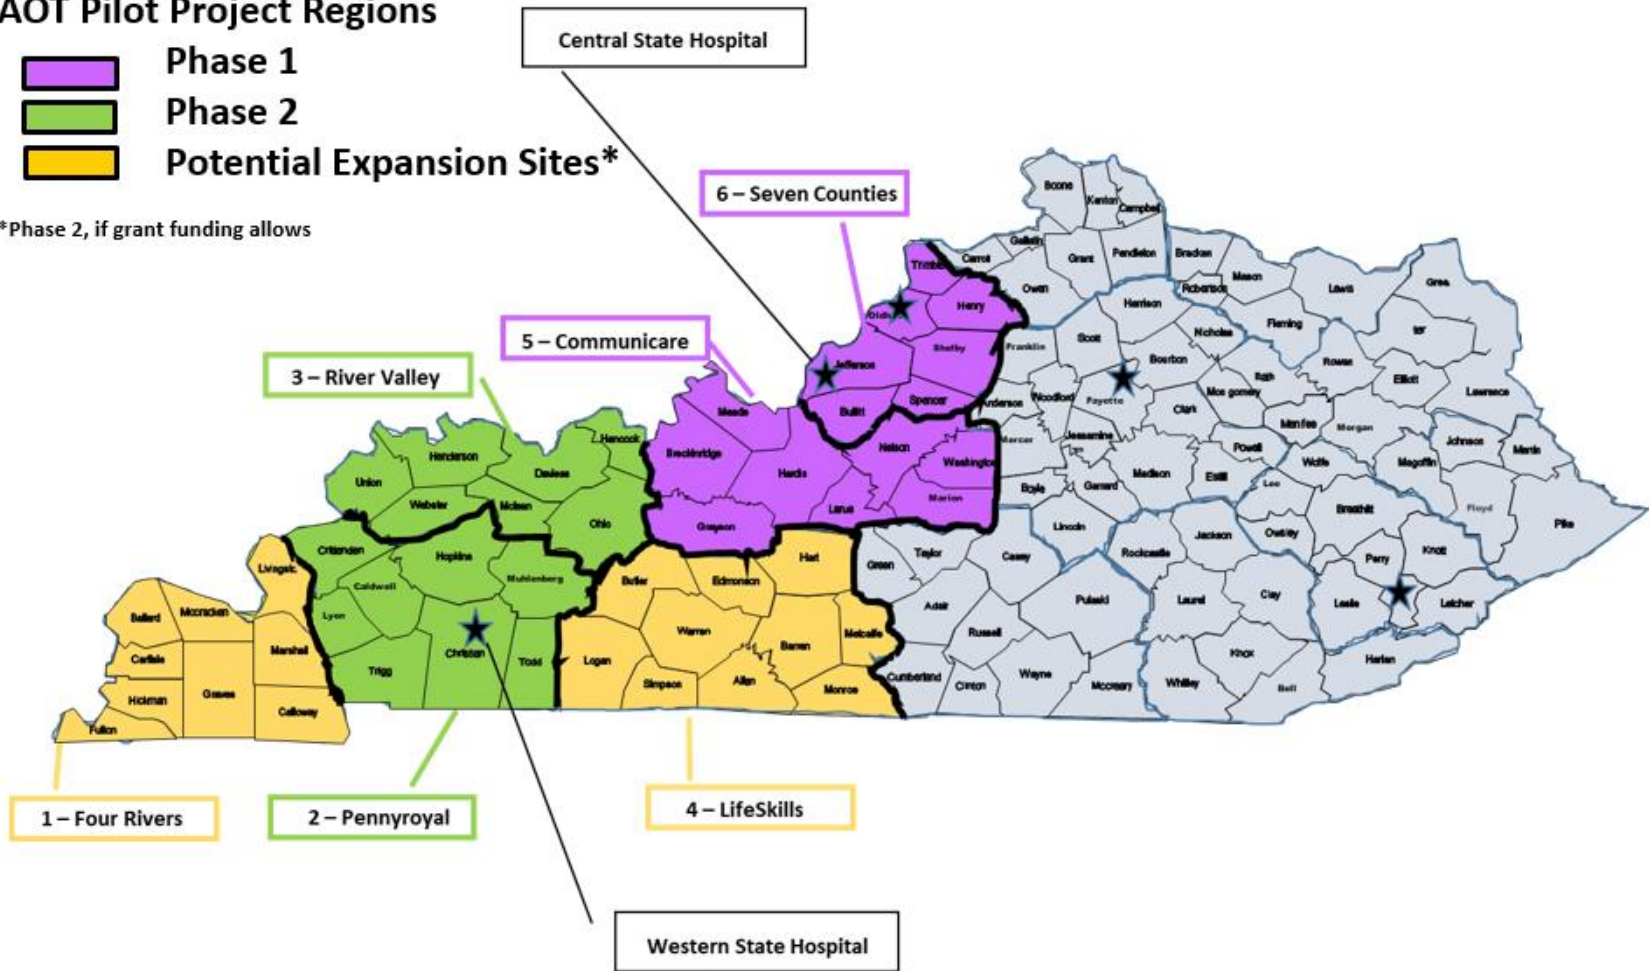 AOT Pilot Project Regions
Phase 1
Phase 2
Potential Expansion Sites*
*Phase 2, if grant funding allows
Central State Hospital
6 – Seven Counties
5 – Communicare
3 – River Valley
1 – Four Rivers
2 – Pennyroyal
4 – LifeSkills
Western State Hospital
Boone
Kenton
Campbell
Gallatin
Carrol
Grant
Pendleton
Bracken
Owen
Robertson
Mason
Lewis
Harrison
Fleming
Nicholas
Trimble
Henry
Shelby
Jefferson
Spencer
Bullitt
Franklin
Scott
Bourbon
Rowan
Elliott
Lawrence
Anderson
Woodford
Fayette
Clark
Menifee
Morgan
Johnson
Martin
Mercer
Jessamine
Powell
Wolfe
Magoffin
Boyle
Garrard
Madison
Estill
Lee
Floyd
Pike
Lincoln
Breathitt
Owsley
Perry
Knott
Casey
Rockcastle
Jackson
Leslie
Letcher
Taylor
Green
Adair
Pulaski
Laurel
Clay
Russell
Wayne
Knox
Harlan
Cumberland
Clinton
Mccreary
Whitley
Bell
Meade
Breckinridge
Hardin
Nelson
Washington
Marion
Larue
Grayson
Hancock
Henderson
Daviess
Union
Webster
Mclean
Ohio
Crittenden
Hopkins
Muhlenberg
Caldwell
Lyon
Christian
Todd
Trigg
Livingstc
Ballard
Mccracken
Carlisle
Marshall
Hickman
Graves
Calloway
Fulton
Butler
Edmonson
Hart
Warren
Barren
Metcalfe
Logan
Simpson
Allen
Monroe